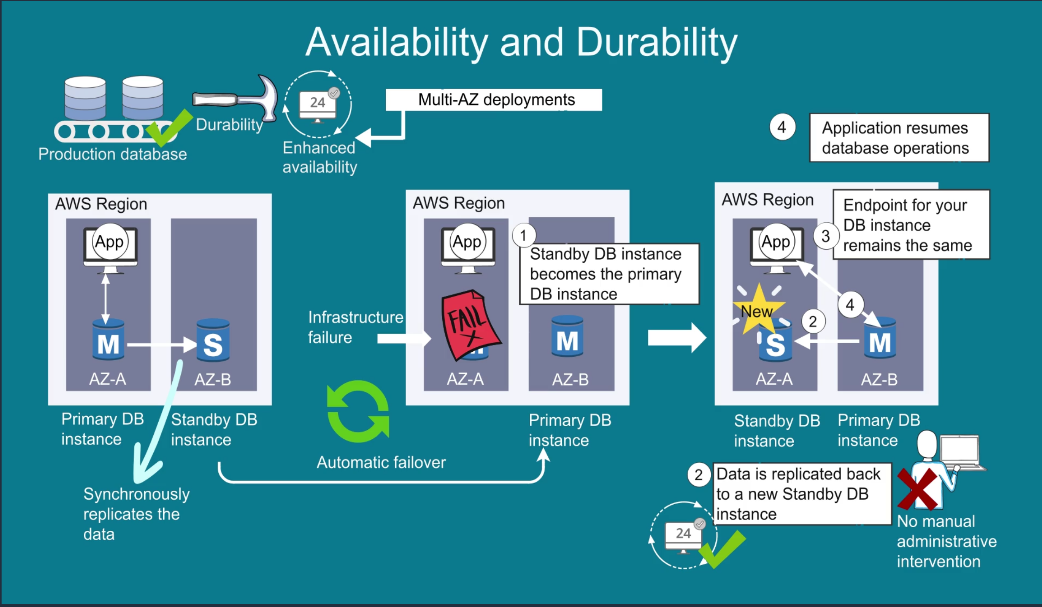 Availability and Durability
24
Durability
Production database
Enhanced
availability
Multi-AZ deployments
4
Application resumes
database operations
AWS Region
App
M
S
AZ-A
AZ-B
Primary DB
instance
Standby DB
instance
Synchronously
replicates the
data
Infrastructure
failure
Automatic failover
AWS Region
App
1
Standby DB instance
becomes the primary
DB instance
FAIL
X
M
M
AZ-A
AZ-B
Primary DB
instance
AWS Region
App
3
Endpoint for your
DB instance
remains the same
New
2
4
S
M
AZ-A
AZ-B
Standby DB
instance
Primary DB
instance
2
Data is replicated back
to a new Standby DB
instance
24
No manual
administrative
intervention